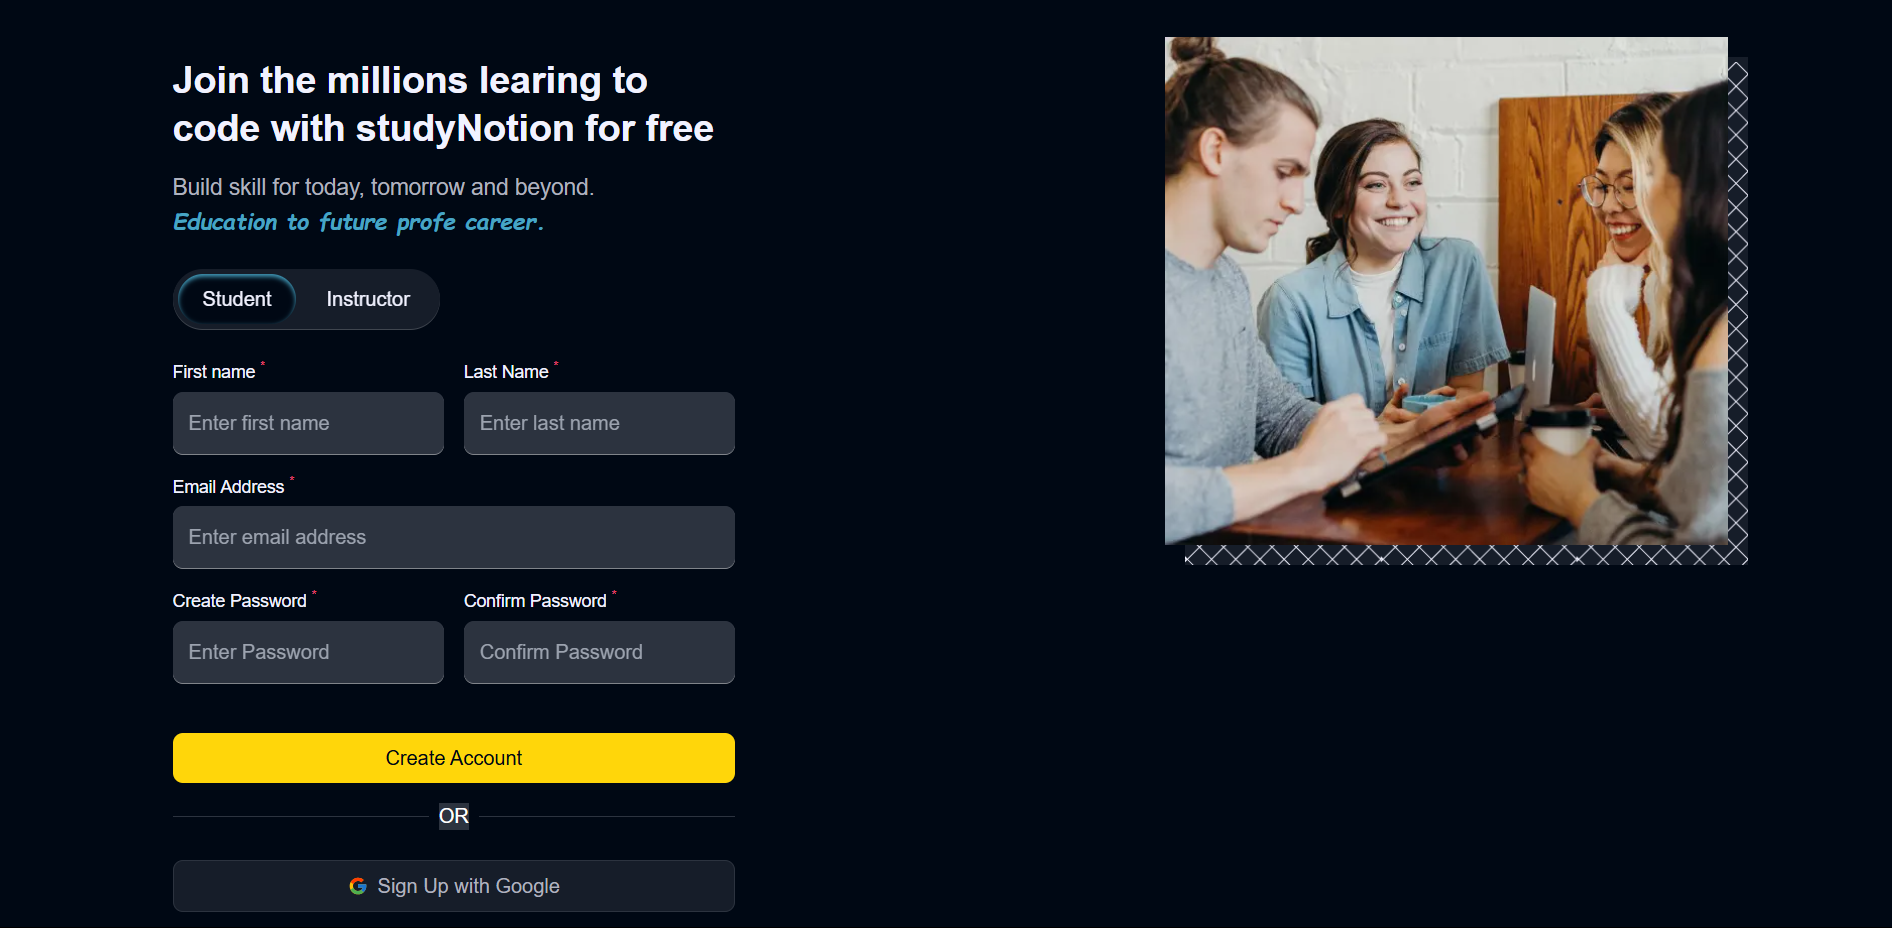 Join the millions learing to
code with studyNotion for free
Build skill for today, tomorrow and beyond.
Education to future profe career.
Student Instructor
First name * Last Name *
Enter first name Enter last name
Email Address *
Enter email address
Create Password * Confirm Password *
Enter Password Confirm Password
Create Account
OR
Sign Up with Google